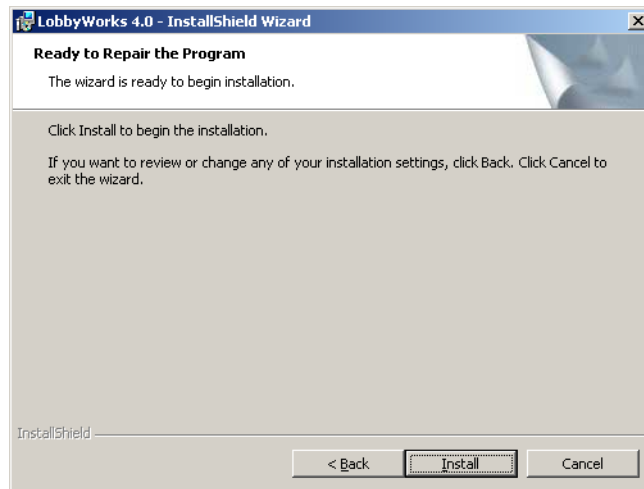 LobbyWorks 4.0 - InstallShield Wizard
Ready to Repair the Program
The wizard is ready to begin installation.
Click Install to begin the installation.
If you want to review or change any of your installation settings, click Back. Click Cancel to
exit the wizard.
InstallShield
< Back
Install
Cancel